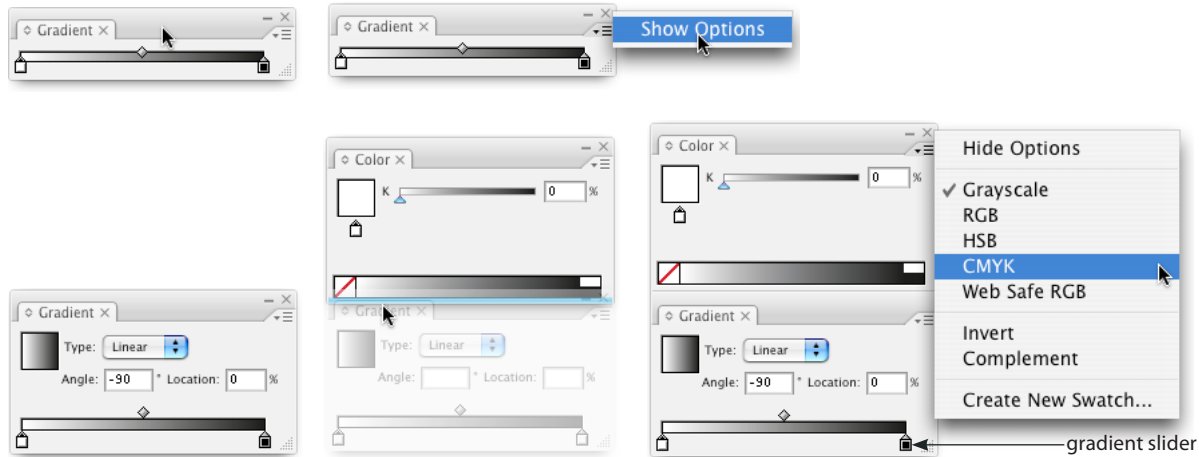 Gradient
Gradient
Show Options
Color
K 0 %
Gradient
Type: Linear
Angle: Location: %
Color
K 0 %
Hide Options
Grayscale
RGB
HSB
CMYK
Web Safe RGB
Invert
Complement
Create New Swatch...
Gradient
Type: Linear
Angle: -90 ° Location: 0 %
Gradient
Type: Linear
Angle: -90 ° Location: 0 %
gradient slider